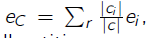 e_C = ∑_r |c_i|/|c| e_i,